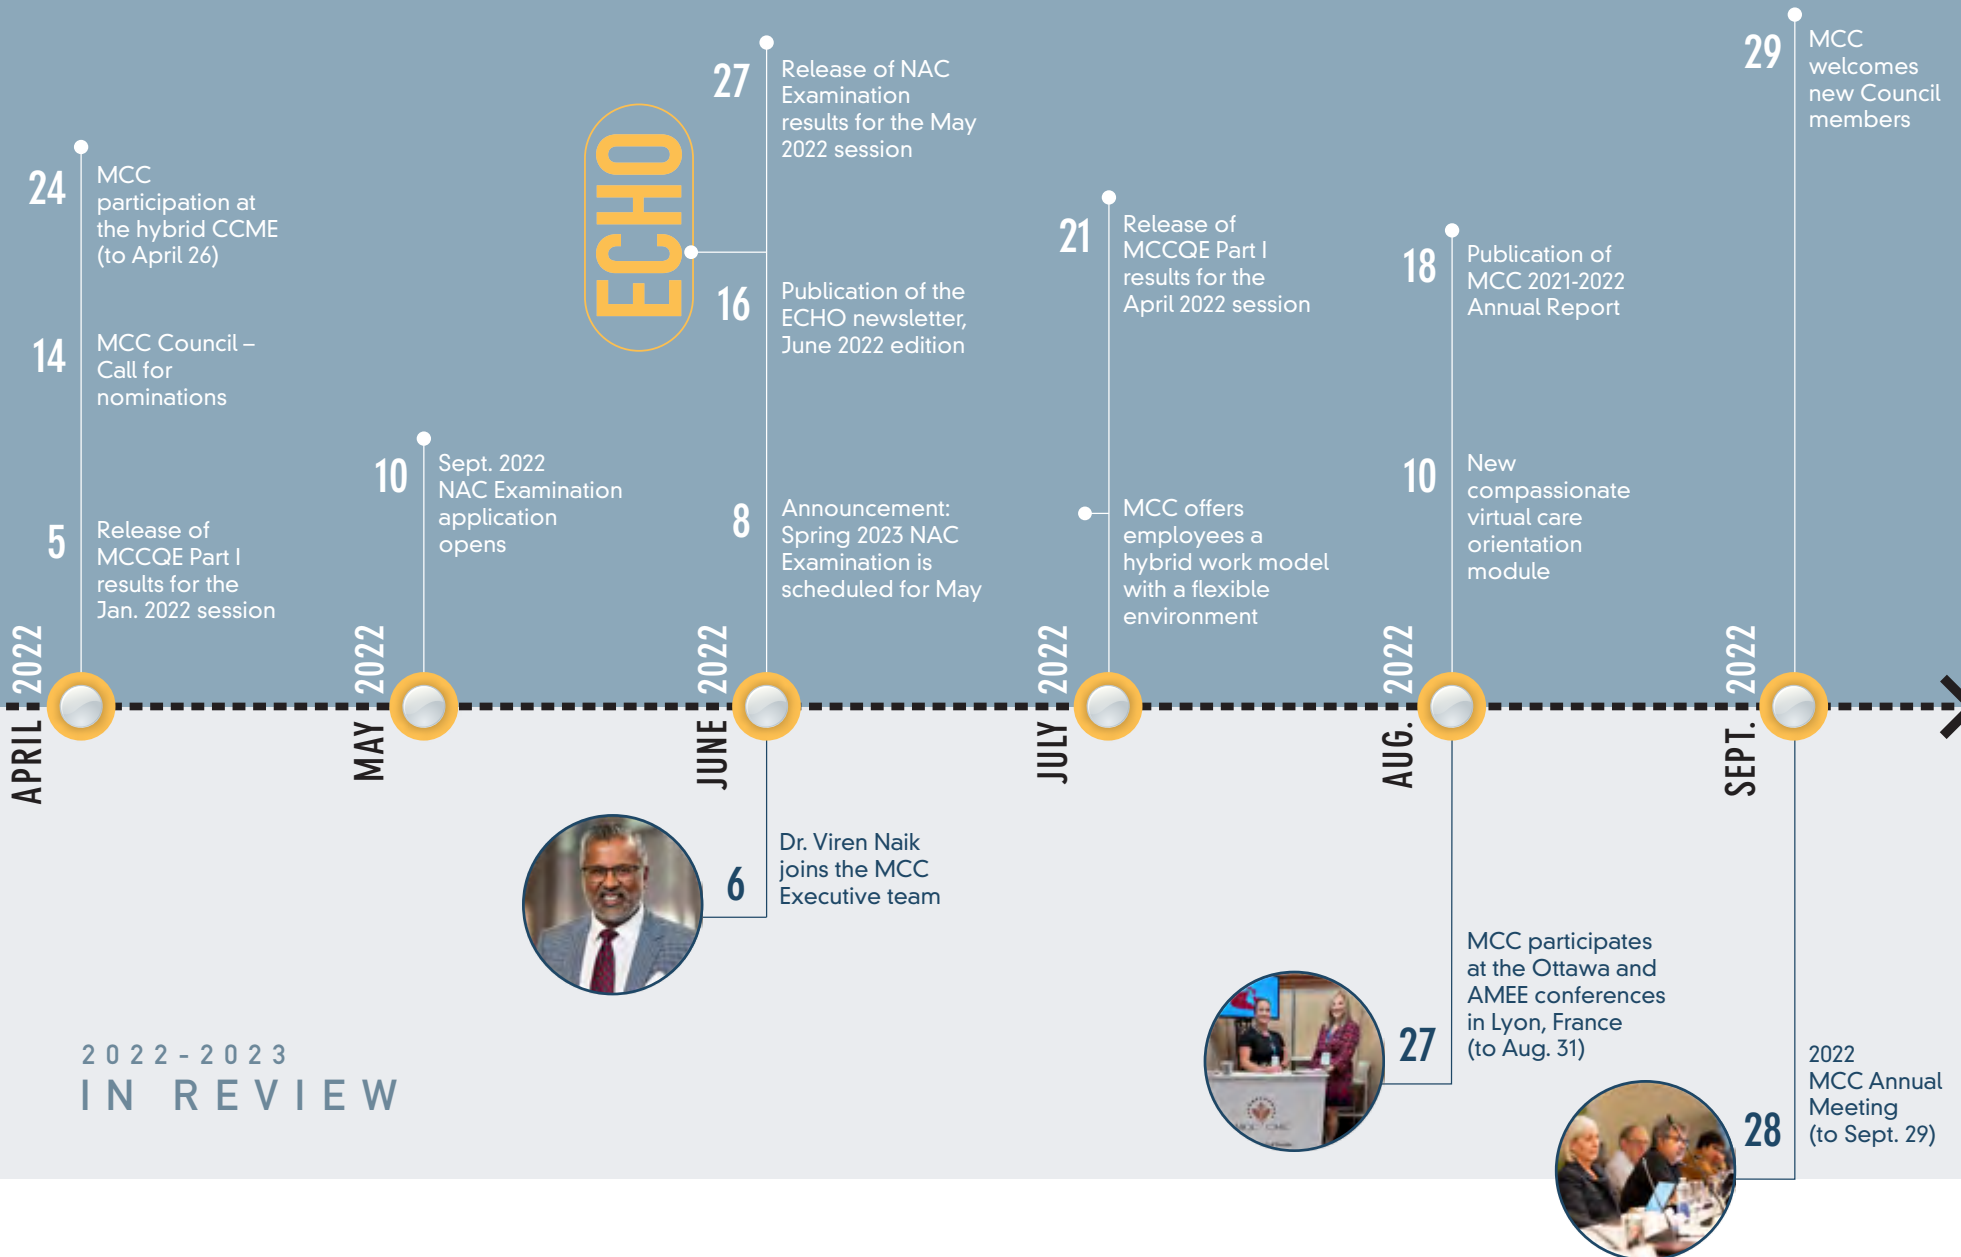 24
MCC
participation at
the hybrid CCME
(to April 26)
14
MCC Council –
Call for
nominations
5
Release of
MCCQE Part I
results for the
Jan. 2022 session
APRIL 2022
10
Sept. 2022
NAC Examination
application
opens
MAY 2022
ECHO
27
Release of NAC
Examination
results for the May
2022 session
16
Publication of the
ECHO newsletter,
June 2022 edition
8
Announcement:
Spring 2023 NAC
Examination is
scheduled for May
JUNE 2022
6
Dr. Viren Naik
joins the MCC
Executive team
21
Release of
MCCQE Part I
results for the
April 2022 session
MCC offers
employees a
hybrid work model
with a flexible
environment
JULY 2022
18
Publication of
MCC 2021-2022
Annual Report
10
New
compassionate
virtual care
orientation
module
AUG. 2022
27
MCC participates
at the Ottawa and
AMEE conferences
in Lyon, France
(to Aug. 31)
29
MCC
welcomes
new Council
members
SEPT. 2022
28
2022
MCC Annual
Meeting
(to Sept. 29)
2022-2023
IN REVIEW